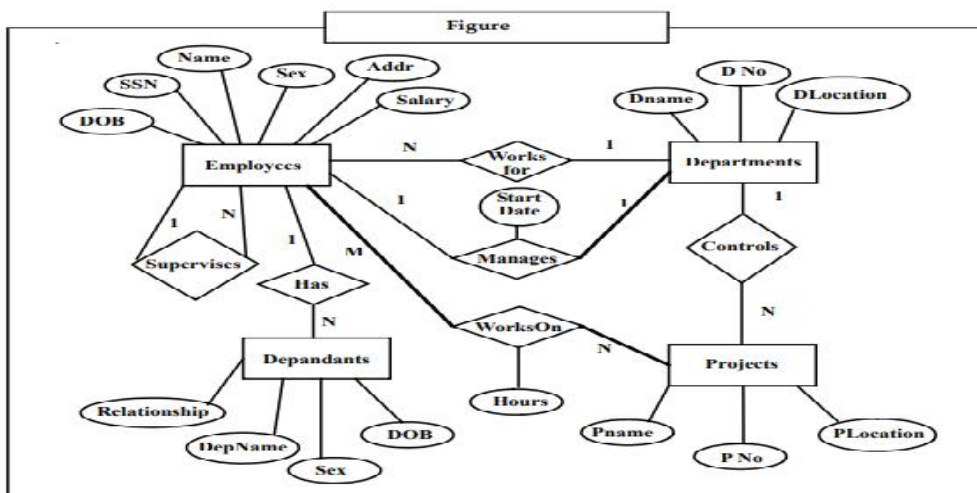 Figure
Name
Sex
Addr
D No
SSN
Salary
Dname
DLocation
DOB
Employees
N
Works
for
1
Departments
1
N
1
Start
Date
1
1
1
Supervises
M
Manages
Controls
Has
N
WorksOn
N
N
Depandants
Projects
Relationship
DepName
DOB
Hours
Pname
PLocation
Sex
P No